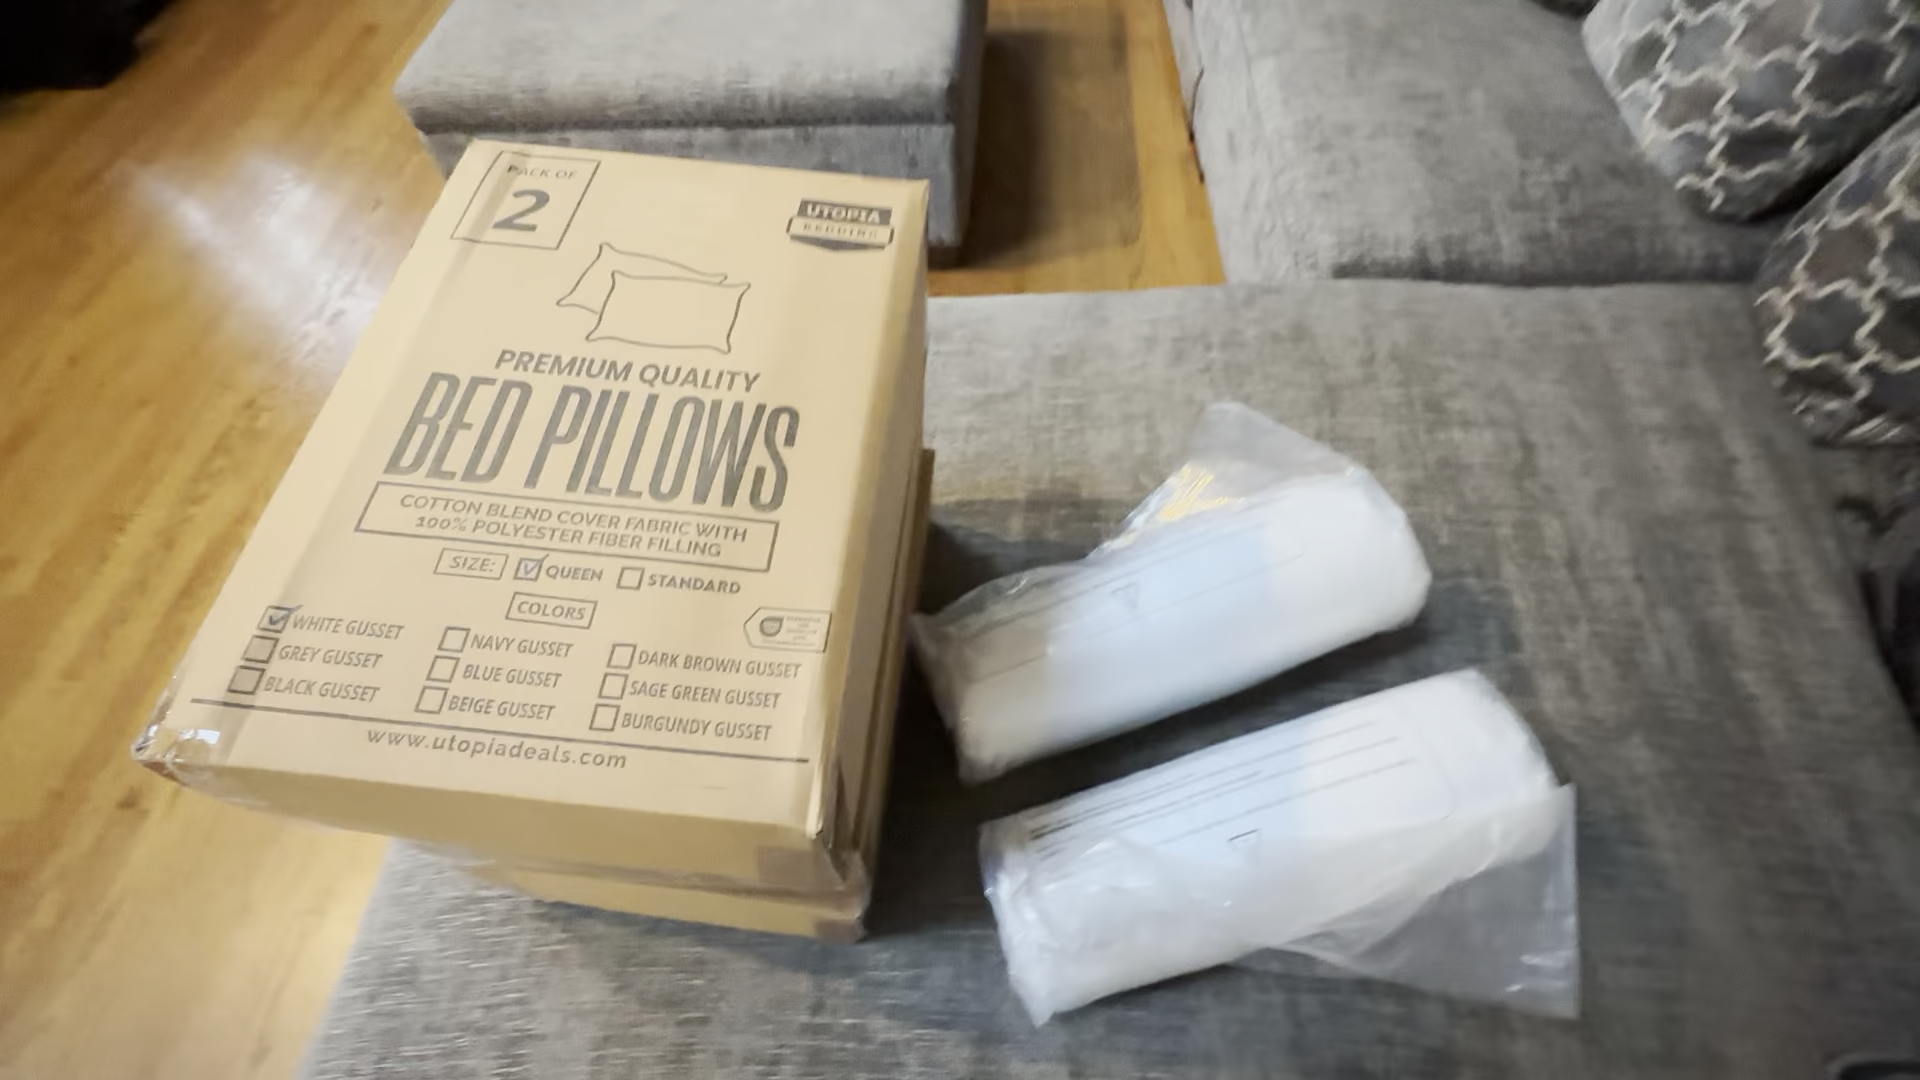 PACK OF
2
UTOPIA
BEDDING
PREMIUM QUALITY
BED PILLOWS
COTTON BLEND COVER FABRIC WITH
100% POLYESTER FIBER FILLING
SIZE: QUEEN STANDARD
COLORS
WHITE GUSSET
GREY GUSSET
BLACK GUSSET
NAVY GUSSET
BLUE GUSSET
BEIGE GUSSET
DARK BROWN GUSSET
SAGE GREEN GUSSET
BURGUNDY GUSSET
www.utopiadeals.com